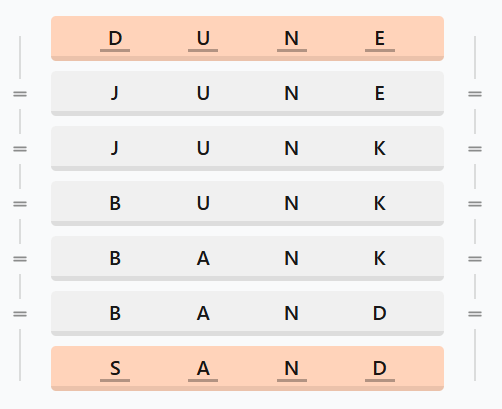 D U N E
J U N E
J U N K
B U N K
B A N K
B A N D
S A N D